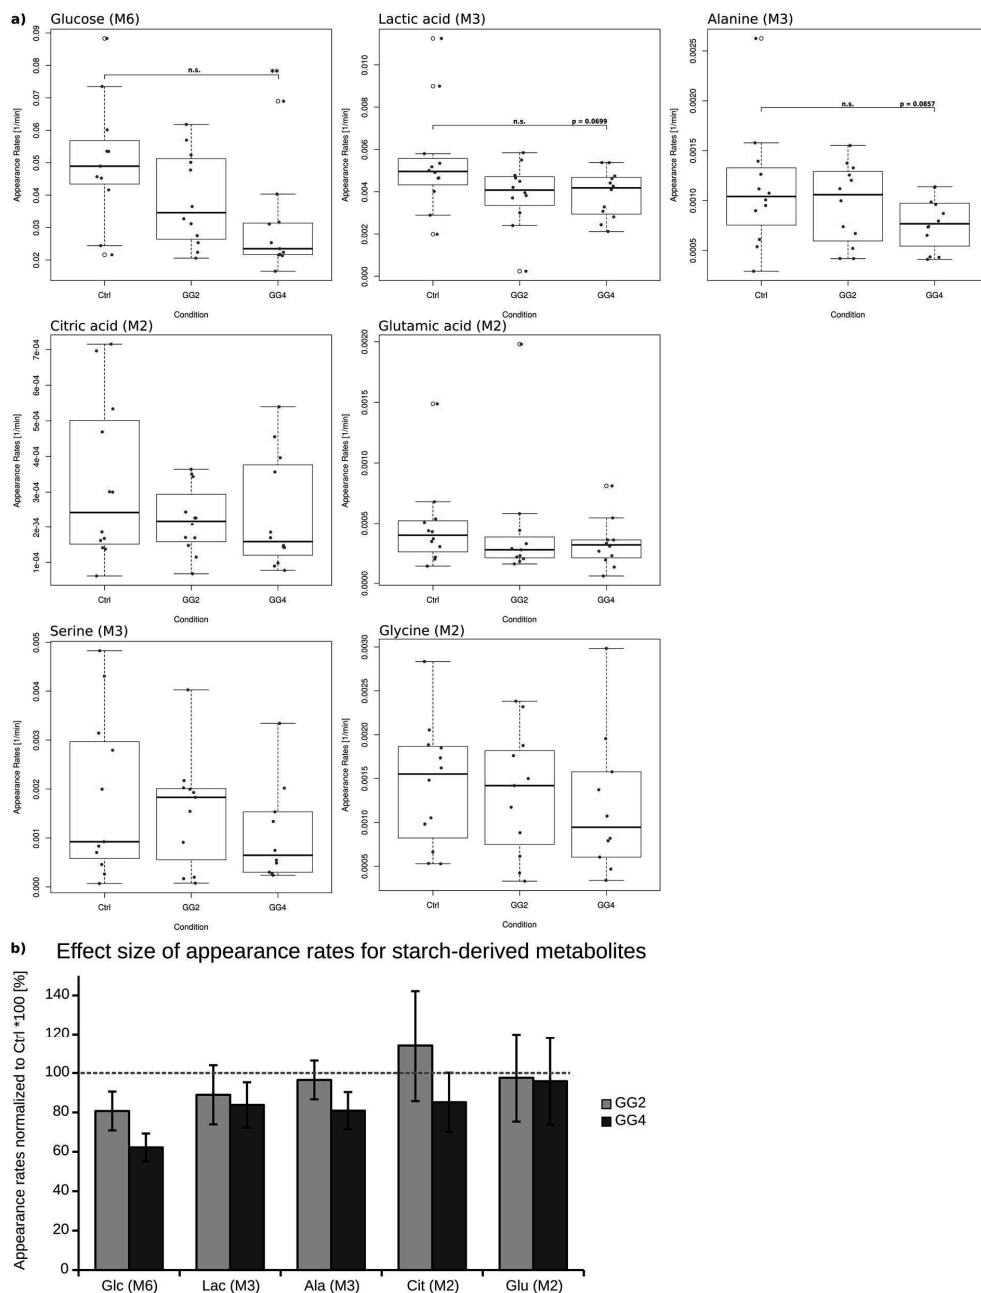 a)
Glucose (M6)
Appearance Rates [1/min]
0.09
0.08
0.07
0.06
0.05
0.04
0.03
0.02
n.s.
**
Ctrl GG2 GG4
Condition
Lactic acid (M3)
Appearance Rates [1/min]
0.010
0.008
0.006
0.004
0.002
0.000
n.s.
p = 0.0699
Ctrl GG2 GG4
Condition
Alanine (M3)
Appearance Rates [1/min]
0.0025
0.0020
0.0015
0.0010
0.0005
n.s.
p = 0.0857
Ctrl GG2 GG4
Condition
Citric acid (M2)
Appearance Rates [1/min]
7e-04
6e-04
5e-04
4e-04
3e-04
2e-04
1e-04
Ctrl GG2 GG4
Condition
Glutamic acid (M2)
Appearance Rates [1/min]
0.0020
0.0015
0.0010
0.0005
0.0000
Ctrl GG2 GG4
Condition
Serine (M3)
Appearance Rates [1/min]
0.005
0.004
0.003
0.002
0.001
0.000
Ctrl GG2 GG4
Condition
Glycine (M2)
Appearance Rates [1/min]
0.0030
0.0025
0.0020
0.0015
0.0010
0.0005
Ctrl GG2 GG4
Condition
b)
Effect size of appearance rates for starch-derived metabolites
Appearance rates normalized to Ctrl *100 [%]
140
120
100
80
60
40
20
0
GG2
GG4
Glc (M6) Lac (M3) Ala (M3) Cit (M2) Glu (M2)